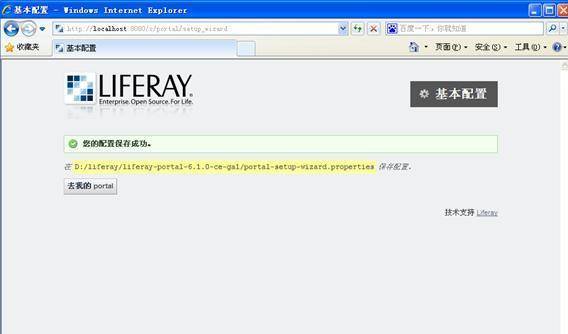 基本配置 - Windows Internet Explorer
http://localhost:8080/c/portal/setup_wizard
百度一下，你就知道
收藏夹
基本配置
页面(P)
安全(S)
工具(O)
LIFERAY
Enterprise. Open Source. For Life.
基本配置
您的配置保存成功。
在 D:/liferay/liferay-portal-6.1.0-ce-ga1/portal-setup-wizard.properties 保存配置.
去我的 portal
技术支持 Liferay